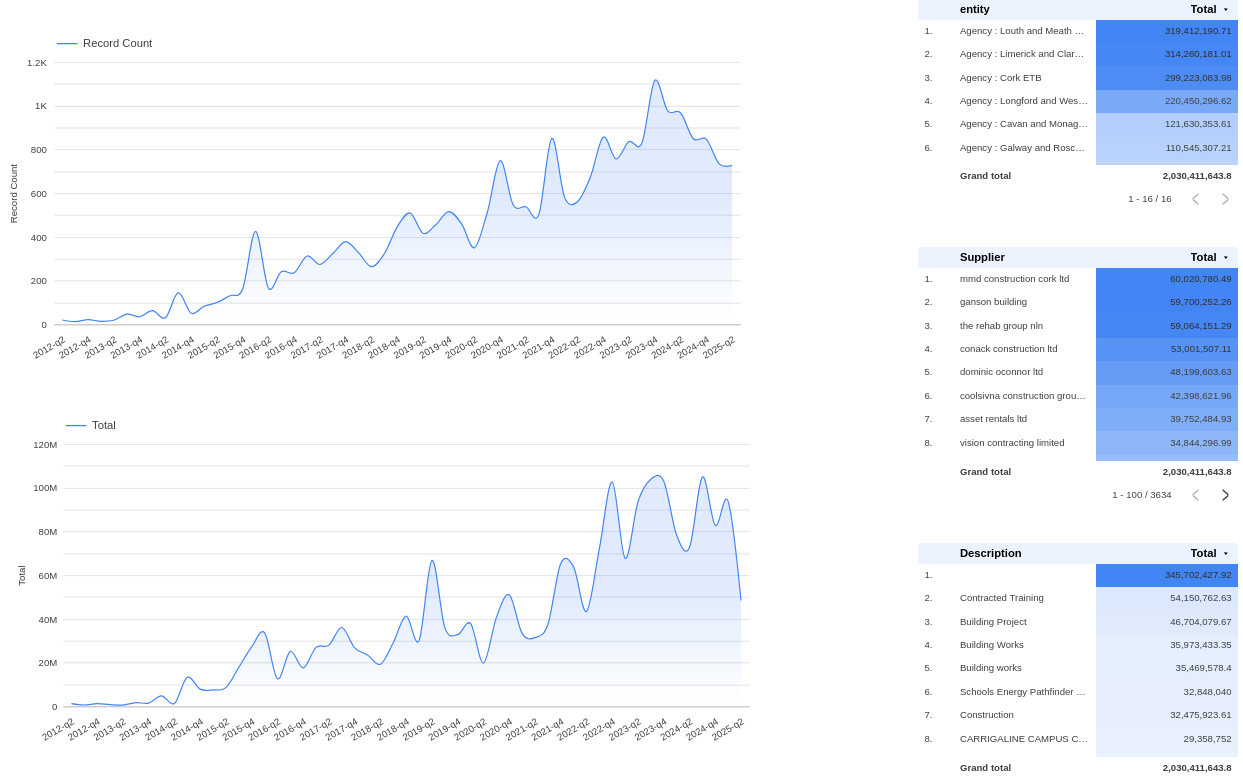 Record Count
1.2K
1K
800
600
400
200
0
Record Count
2012-q2
2012-q4
2013-q2
2013-q4
2014-q2
2014-q4
2015-q2
2015-q4
2016-q2
2016-q4
2017-q2
2017-q4
2018-q2
2018-q4
2019-q2
2019-q4
2020-q2
2020-q4
2021-q2
2021-q4
2022-q2
2022-q4
2023-q2
2023-q4
2024-q2
2024-q4
2025-q2
Total
120M
100M
80M
60M
40M
20M
0
Total
2012-q2
2012-q4
2013-q2
2013-q4
2014-q2
2014-q4
2015-q2
2015-q4
2016-q2
2016-q4
2017-q2
2017-q4
2018-q2
2018-q4
2019-q2
2019-q4
2020-q2
2020-q4
2021-q2
2021-q4
2022-q2
2022-q4
2023-q2
2023-q4
2024-q2
2024-q4
2025-q2
entity Total
1. Agency : Louth and Meath ... 319,412,190.71
2. Agency : Limerick and Clar... 314,260,181.01
3. Agency : Cork ETB 299,223,083.98
4. Agency : Longford and Wes... 220,450,296.62
5. Agency : Cavan and Monag... 121,630,353.61
6. Agency : Galway and Rosc... 110,545,307.21
Grand total 2,030,411,643.8
1 - 16 / 16
Supplier Total
1. mmd construction cork ltd 60,020,780.49
2. ganson building 59,700,252.26
3. the rehab group nln 59,064,151.29
4. conack construction ltd 53,001,507.11
5. dominic oconnor ltd 48,199,603.63
6. coolsivna construction grou... 42,398,621.96
7. asset rentals ltd 39,752,484.93
8. vision contracting limited 34,844,296.99
Grand total 2,030,411,643.8
1 - 100 / 3634
Description Total
1. 345,702,427.92
2. Contracted Training 54,150,762.63
3. Building Project 46,704,079.67
4. Building Works 35,973,433.35
5. Building works 35,469,578.4
6. Schools Energy Pathfinder ... 32,848,040
7. Construction 32,475,923.61
8. CARRIGALINE CAMPUS C... 29,358,752
Grand total 2,030,411,643.8